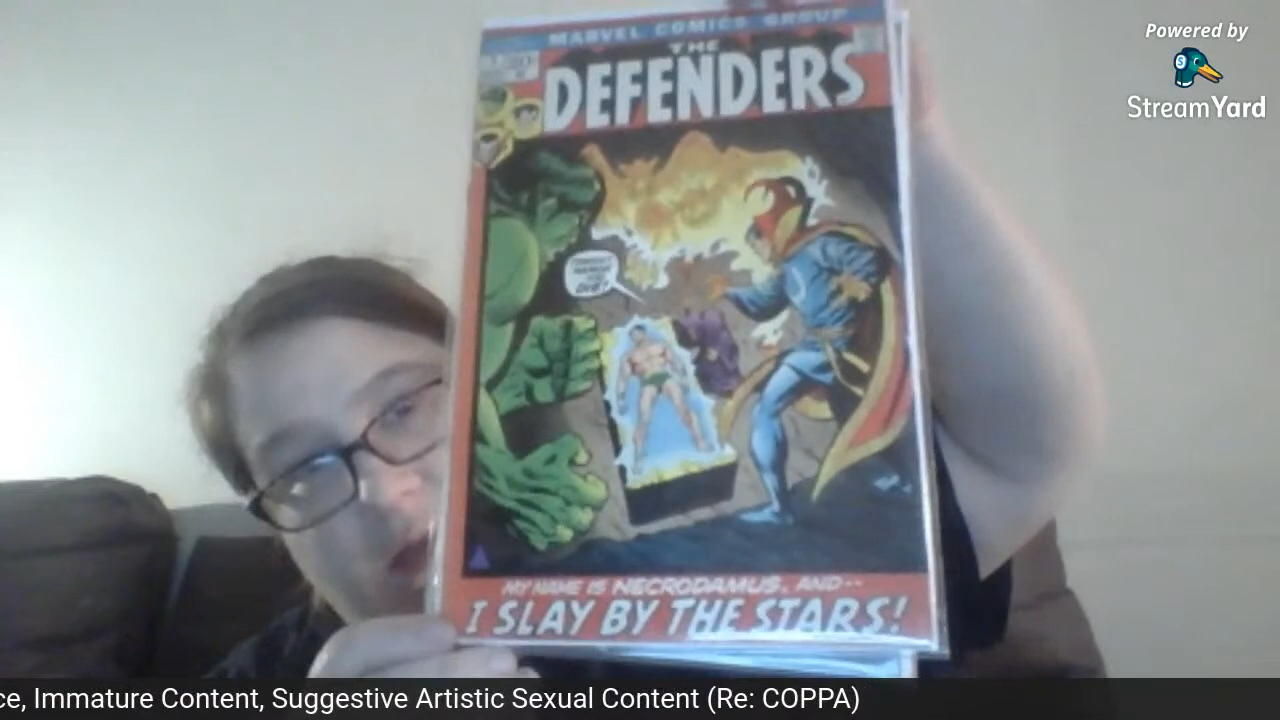 Powered by
StreamYard
MARVEL COMICS GROUP
THE
DEFENDERS
MY NAME IS NECRODAMUS, AND--
I SLAY BY THE STARS!
ce, Immature Content, Suggestive Artistic Sexual Content (Re: COPPA)